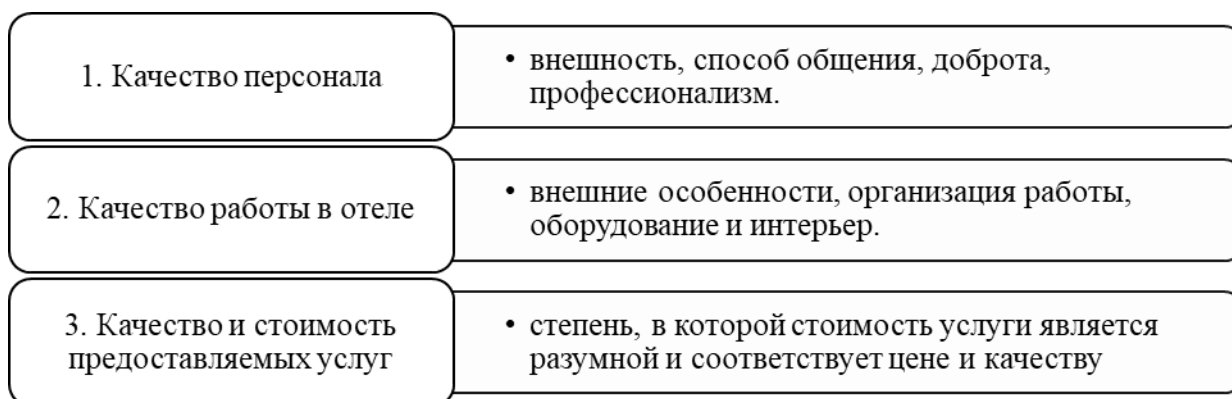 1. Качество персонала
• внешность, способ общения, доброта,
профессионализм.
2. Качество работы в отеле
• внешние особенности, организация работы,
оборудование и интерьер.
3. Качество и стоимость
предоставляемых услуг
• степень, в которой стоимость услуги является
разумной и соответствует цене и качеству